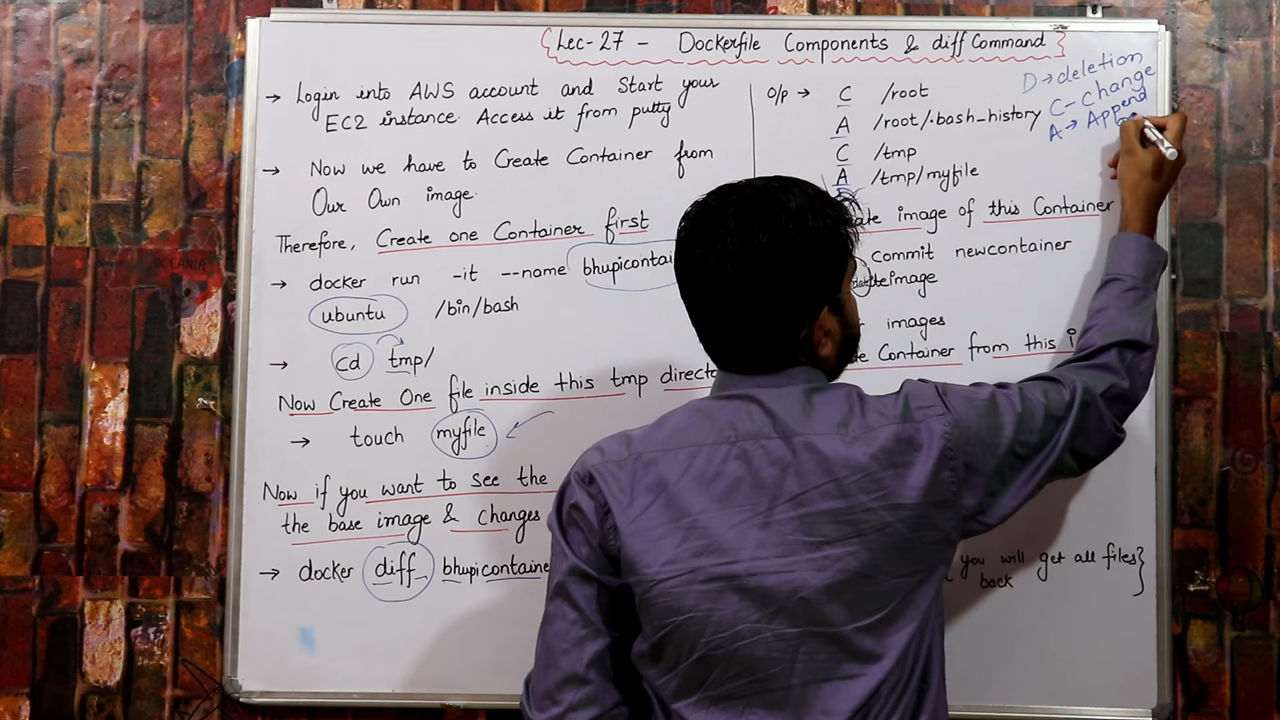 Lec-27 - Dockerfile Components & diff Command
→ Login into AWS account and Start your
EC2 instance. Access it from putty
→ Now we have to Create Container from
Our Own image.
Therefore, Create one Container first
→ docker run -it --name bhupicontai
ubuntu /bin/bash
→ cd tmp/
Now Create One file inside this tmp directo
→ touch myfile
Now if you want to see the
the base image & changes
→ docker diff bhupicontaine
O/P → C /root
A /root/.bash_history
C /tmp
A /tmp/myfile
D → deletion
C - Change
A → Append
ate image of this Container
commit newcontainer
image
images
Container from this i
{ you will get all files}
back
OCEANIA